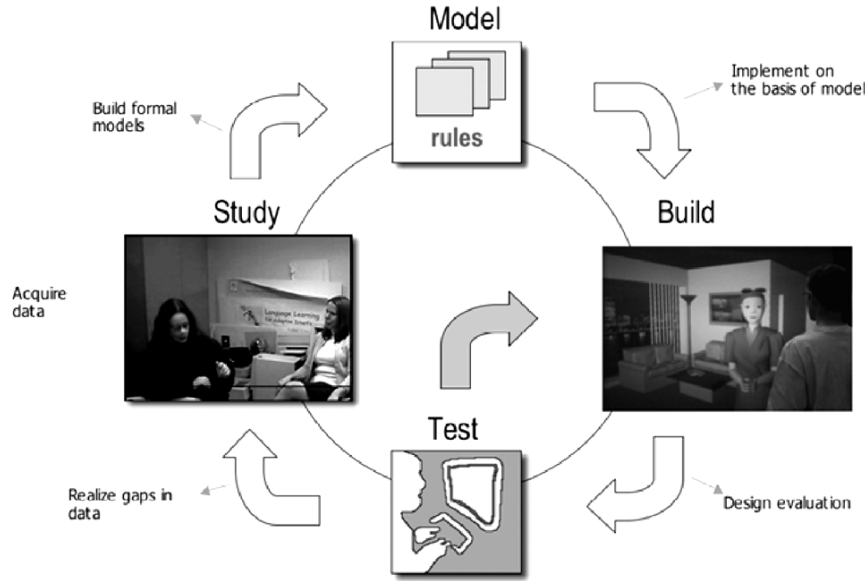 Model
Build formal
models
Implement on
the basis of model
rules
Study
Build
Acquire
data
Language Learning
Test
Realize gaps in
data
Design evaluation